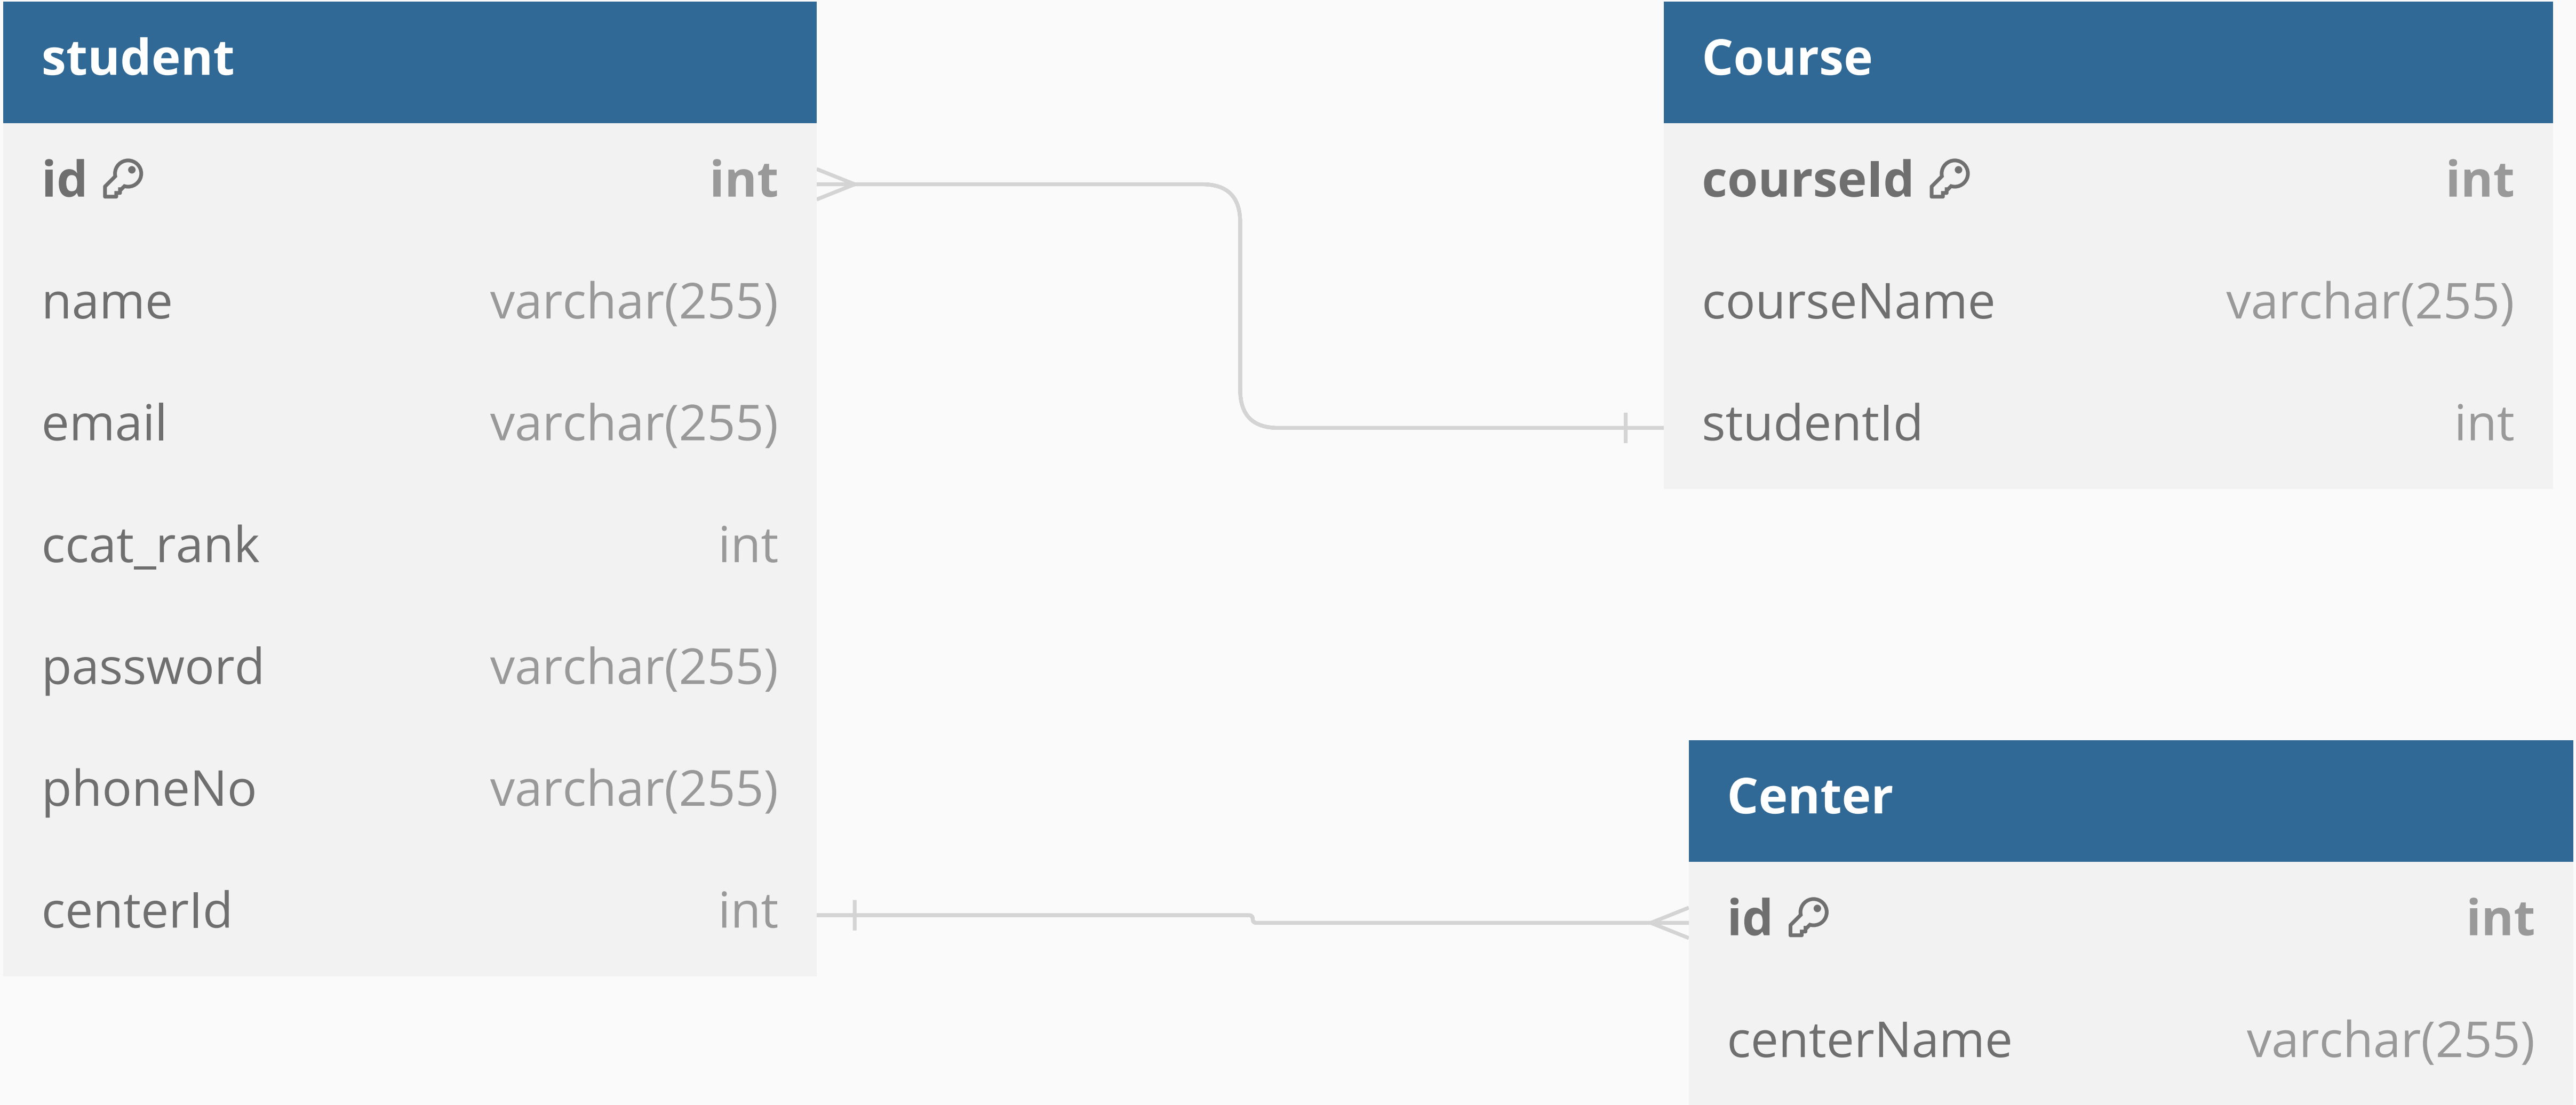 student
id int
name varchar(255)
email varchar(255)
ccat_rank int
password varchar(255)
phoneNo varchar(255)
centerId int
Course
courseId int
courseName varchar(255)
studentId int
Center
id int
centerName varchar(255)